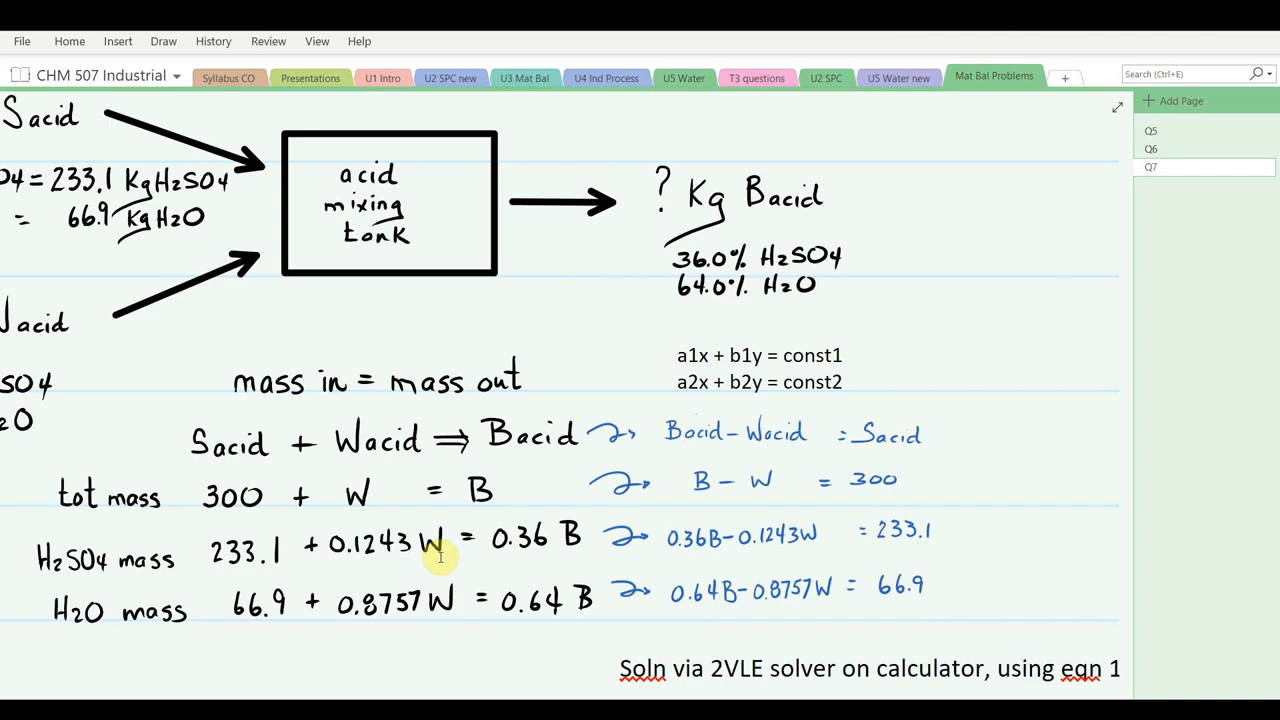 File Home Insert Draw History Review View Help
CHM 507 Industrial Syllabus CO Presentations U1 Intro U2 SPC new U3 Mat Bal U4 Ind Process U5 Water T3 questions U2 SPC U5 Water new Mat Bal Problems + Search (Ctrl+E)
+ Add Page
Q5
Q6
Q7
Sacid
O4 = 233.1 KgH2SO4
= 66.9 KgH2O
acid
mixing
tank
? Kg Bacid
36.0% H2SO4
64.0% H2O
acid
SO4
2O
a1x + b1y = const1
a2x + b2y = const2
mass in = mass out
Sacid + Wacid ⇒ Bacid → Bacid - Wacid = Sacid
tot mass 300 + W = B → B - W = 300
H2SO4 mass 233.1 + 0.1243 W = 0.36 B → 0.36B - 0.1243W = 233.1
H2O mass 66.9 + 0.8757 W = 0.64 B → 0.64B - 0.8757W = 66.9
Soln via 2VLE solver on calculator, using eqn 1